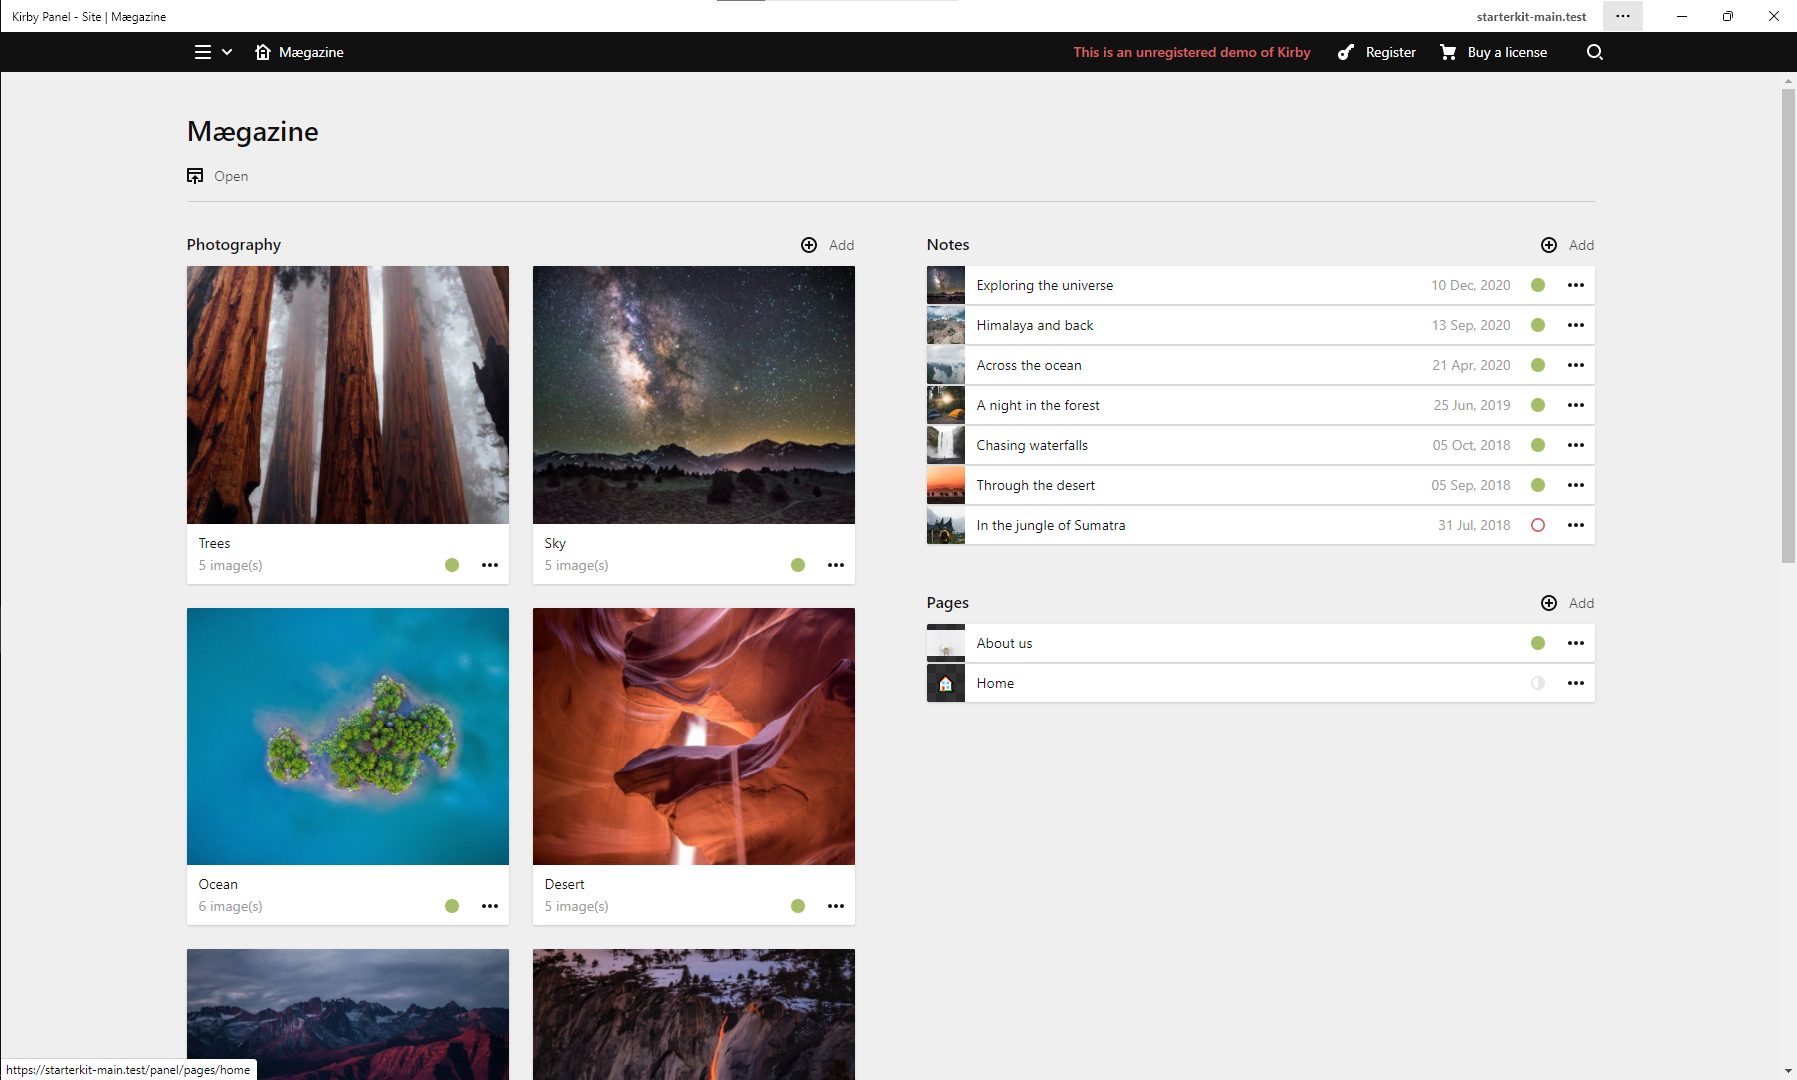 Kirby Panel - Site | Mægazine
starterkit-main.test
Mægazine
This is an unregistered demo of Kirby
Register
Buy a license
Mægazine
Open
Photography
Add
Trees
5 image(s)
Sky
5 image(s)
Ocean
6 image(s)
Desert
5 image(s)
Notes
Add
Exploring the universe 10 Dec, 2020
Himalaya and back 13 Sep, 2020
Across the ocean 21 Apr, 2020
A night in the forest 25 Jun, 2019
Chasing waterfalls 05 Oct, 2018
Through the desert 05 Sep, 2018
In the jungle of Sumatra 31 Jul, 2018
Pages
Add
About us
Home
https://starterkit-main.test/panel/pages/home